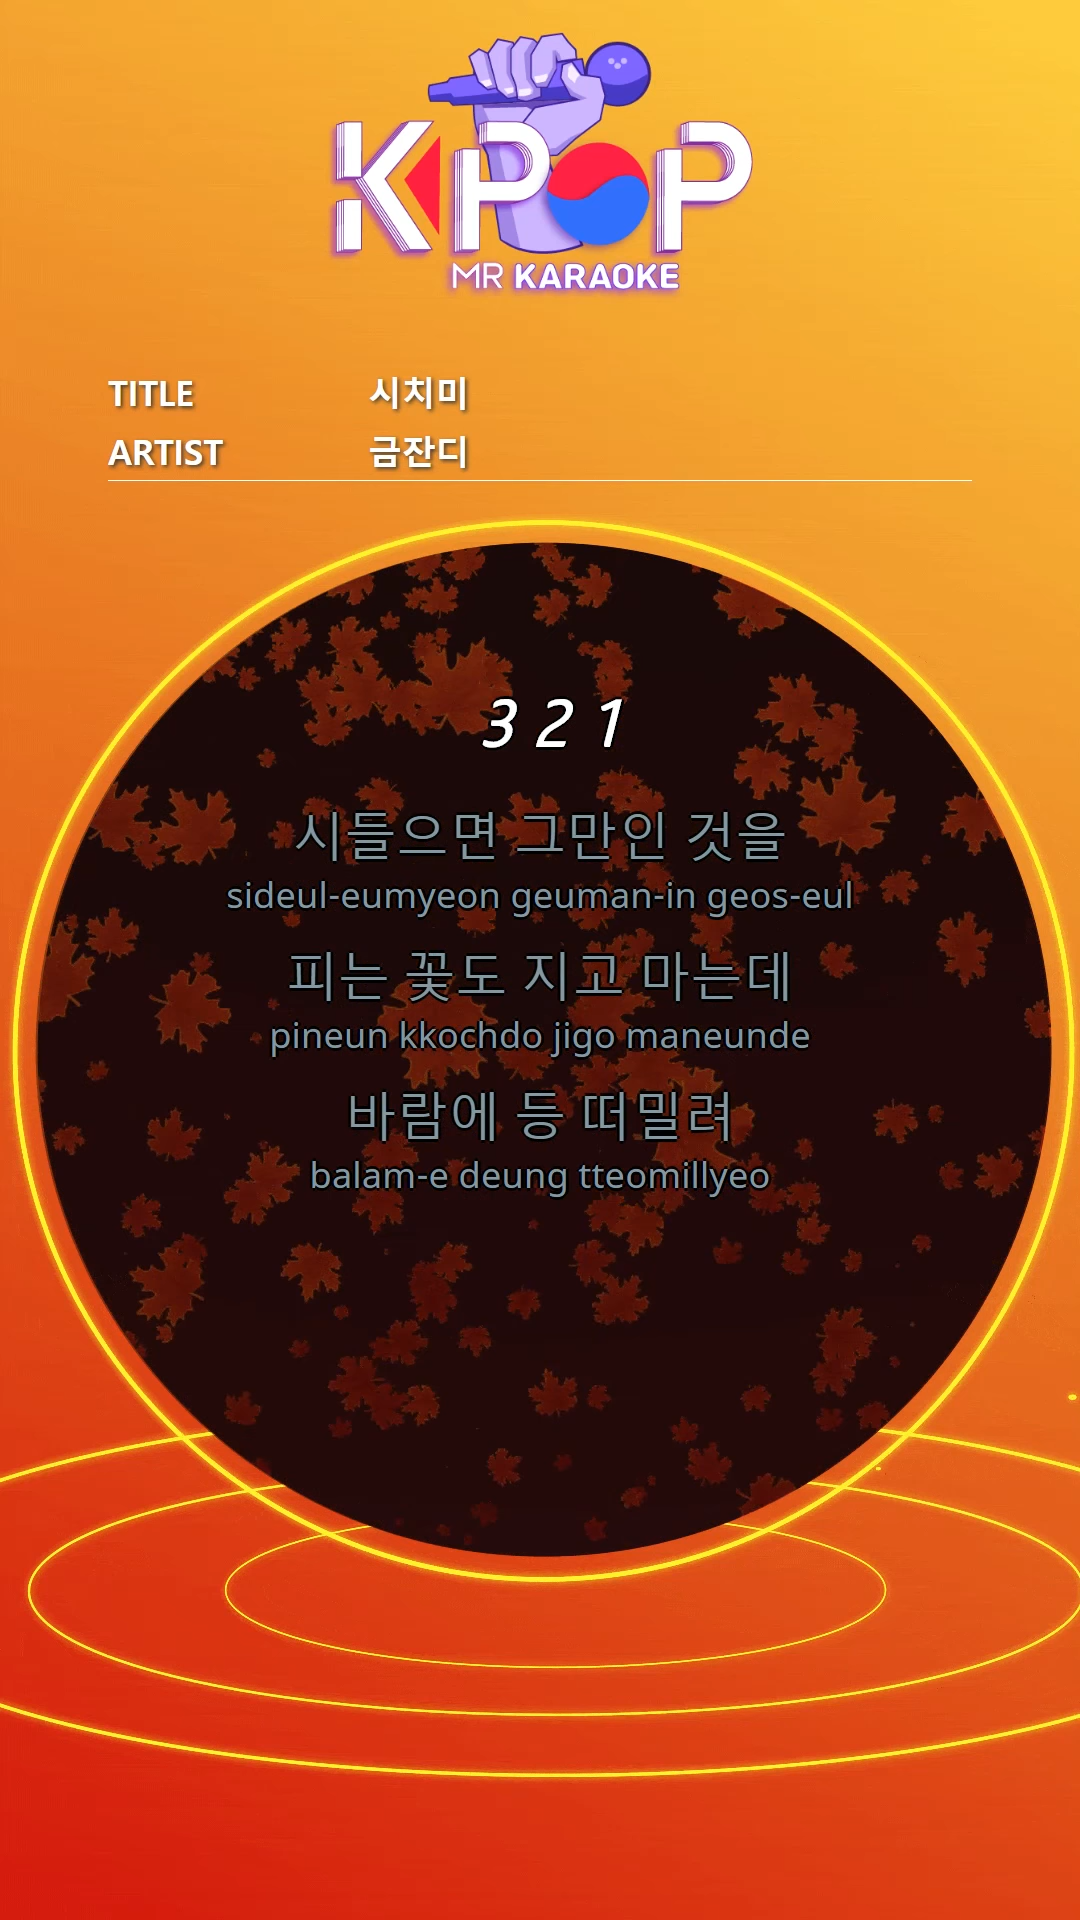 KPOP
MR KARAOKE
TITLE 시치미
ARTIST 금잔디
3 2 1
시들으면 그만인 것을
sideul-eumyeon geuman-in geos-eul
피는 꽃도 지고 마는데
pineun kkochdo jigo maneunde
바람에 등 떠밀려
balam-e deung tteomillyeo